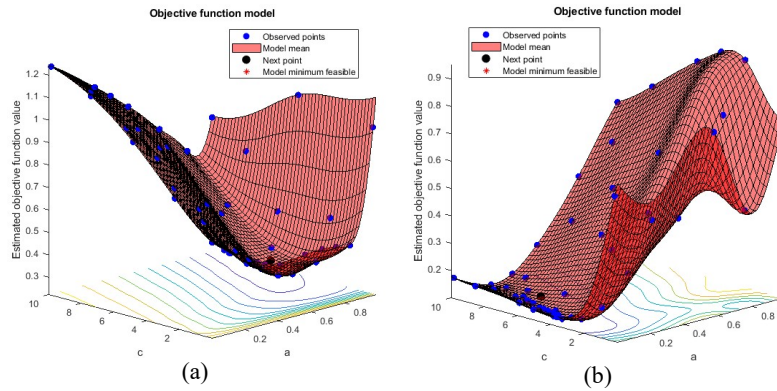 Objective function model
Observed points
Model mean
Next point
Model minimum feasible
Estimated objective function value
1.2
1.1
1
0.9
0.8
0.7
0.6
0.5
0.4
0.3
10
8
6
4
2
c
0.2
0.4
0.6
0.8
a
(a)
Objective function model
Observed points
Model mean
Next point
Model minimum feasible
Estimated objective function value
0.9
0.8
0.7
0.6
0.5
0.4
0.3
0.2
10
8
6
4
2
c
0.2
0.4
0.6
0.8
a
(b)